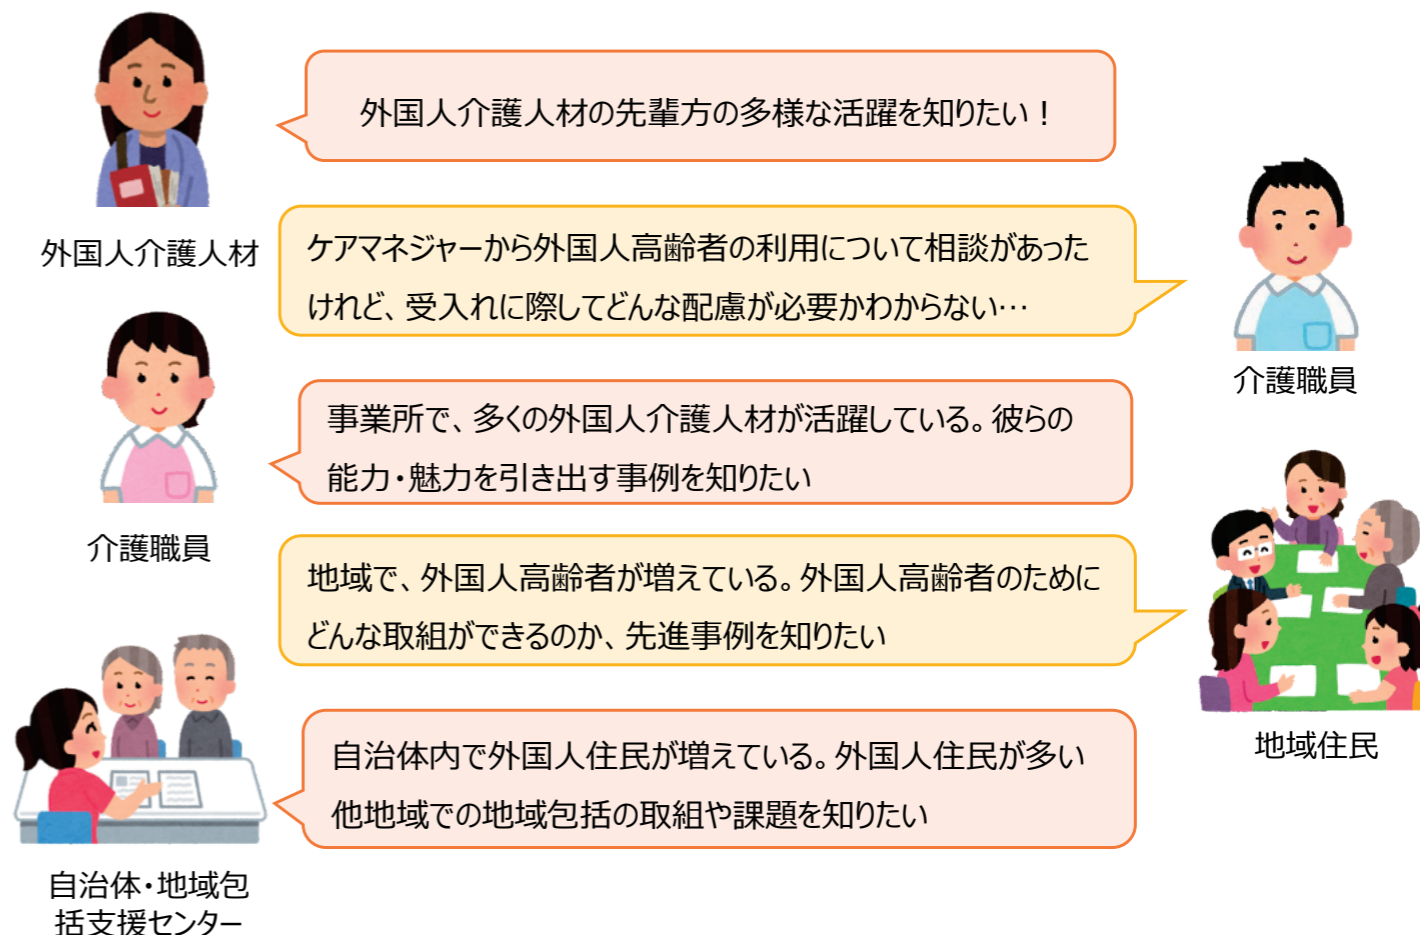 外国人介護人材の先輩方の多様な活躍を知りたい！
外国人介護人材
ケアマネジャーから外国人高齢者の利用について相談があった
けれど、受入れに際してどんな配慮が必要かわからない…
介護職員
事業所で、多くの外国人介護人材が活躍している。彼らの
能力・魅力を引き出す事例を知りたい
介護職員
地域で、外国人高齢者が増えている。外国人高齢者のために
どんな取組ができるのか、先進事例を知りたい
地域住民
自治体内で外国人住民が増えている。外国人住民が多い
他地域での地域包括の取組や課題を知りたい
自治体・地域包
括支援センター